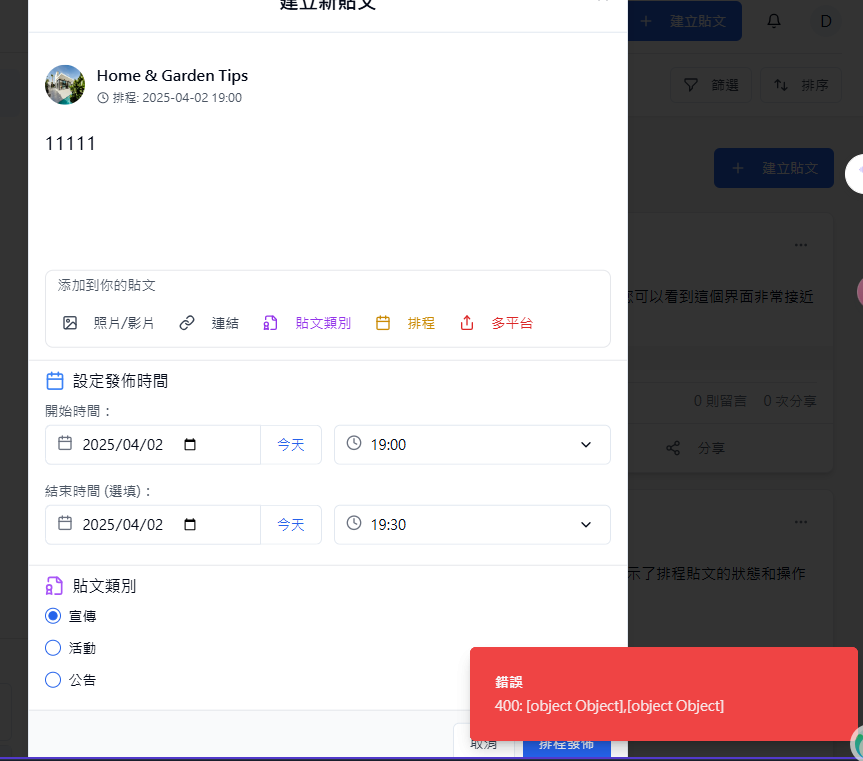 建立新貼文
建立貼文
D
Home & Garden Tips
排程: 2025-04-02 19:00
篩選
排序
11111
建立貼文
您可以看到這個界面非常接近
添加到你的貼文
照片/影片
連結
貼文類別
排程
多平台
設定發佈時間
0 則留言
0 次分享
開始時間：
2025/04/02
今天
19:00
分享
結束時間 (選填)：
2025/04/02
今天
19:30
示了排程貼文的狀態和操作
貼文類別
宣傳
活動
公告
錯誤
400: [object Object],[object Object]
取消
排程發佈